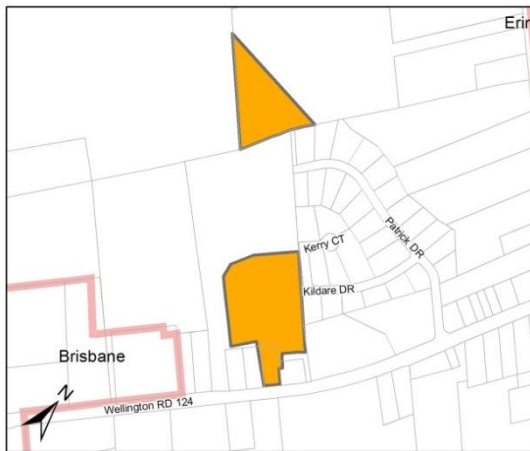 Erin
Kerry CT
Patrick DR
Kildare DR
Brisbane
N
Wellington RD 124